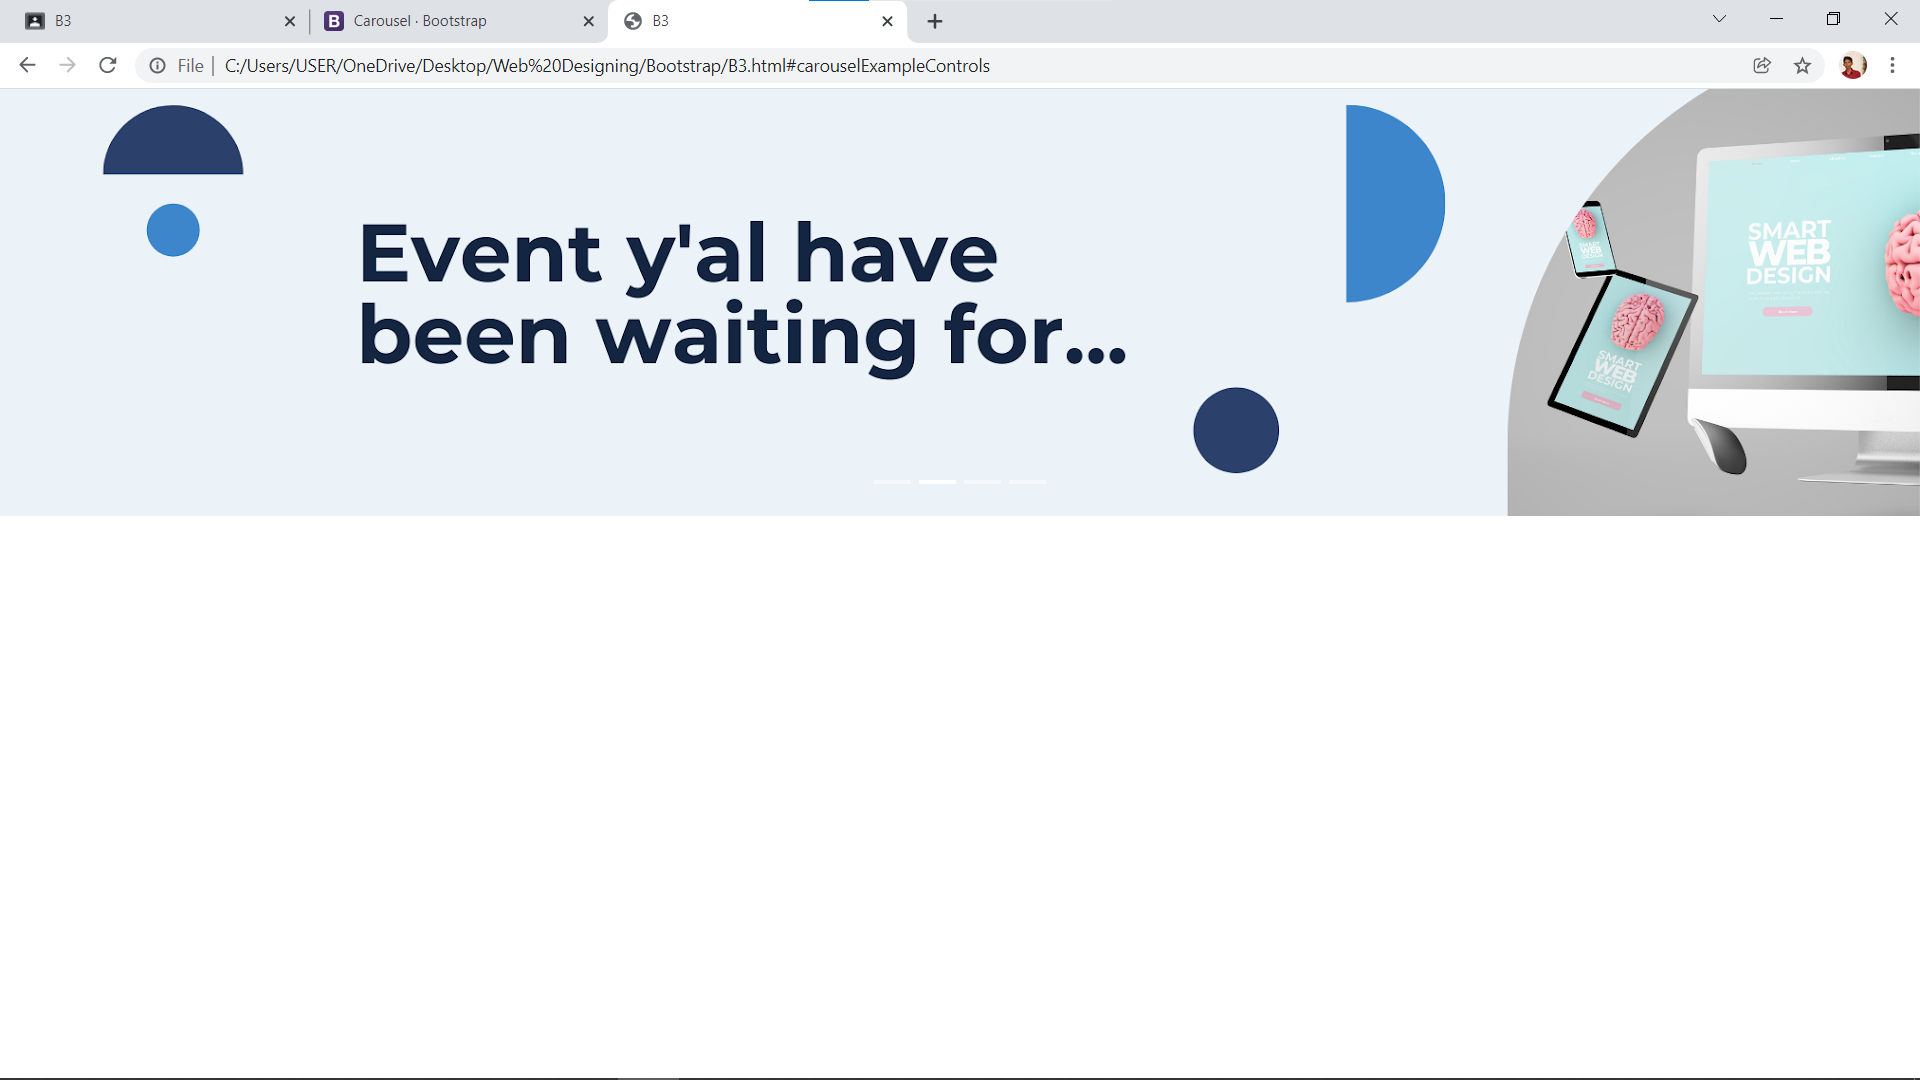 B3
Carousel · Bootstrap
B3
File
C:/Users/USER/OneDrive/Desktop/Web%20Designing/Bootstrap/B3.html#carouselExampleControls
Event y'al have
been waiting for...
SMART
WEB
DESIGN
SMART
WEB
DESIGN
SMART
WEB
DESIGN